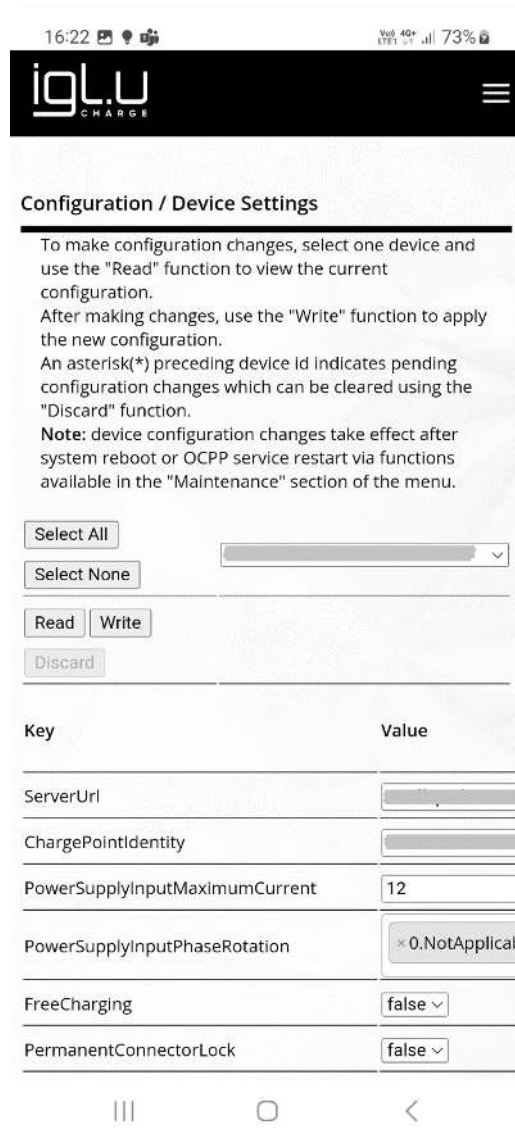 16:22
Vo) 4G+
LTE1 73%
igL.U
CHARGE
Configuration / Device Settings
To make configuration changes, select one device and
use the "Read" function to view the current
configuration.
After making changes, use the "Write" function to apply
the new configuration.
An asterisk(*) preceding device id indicates pending
configuration changes which can be cleared using the
"Discard" function.
Note: device configuration changes take effect after
system reboot or OCPP service restart via functions
available in the "Maintenance" section of the menu.
Select All
Select None
Read Write
Discard
Key Value
ServerUrl
ChargePointIdentity
PowerSupplyInputMaximumCurrent 12
PowerSupplyInputPhaseRotation × 0.NotApplical
FreeCharging false
PermanentConnectorLock false